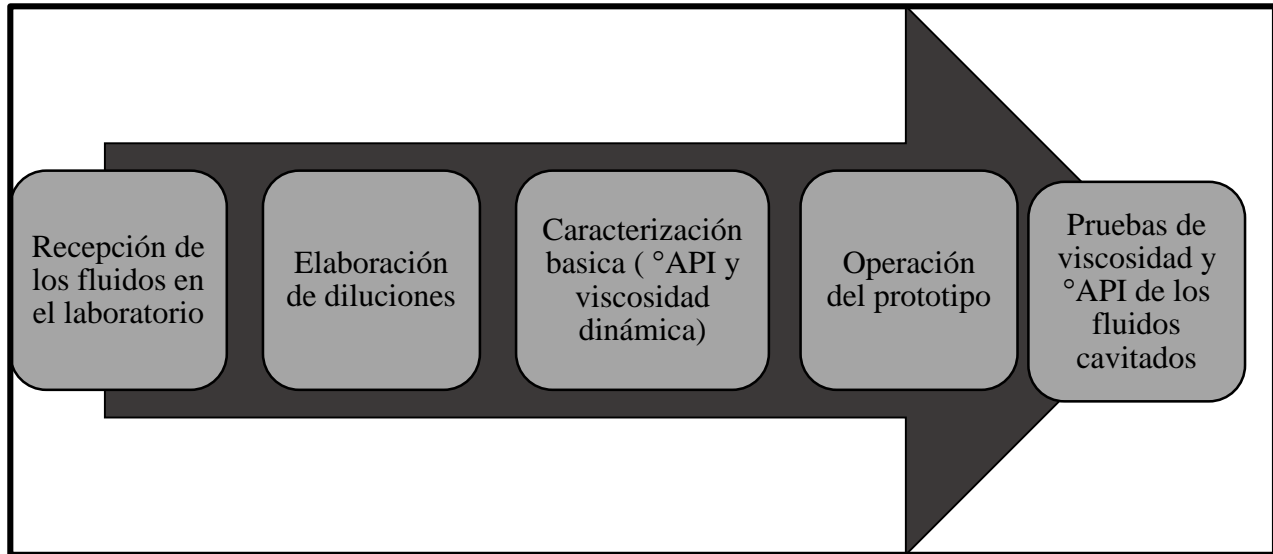 Recepción de
los fluidos en
el laboratorio
Elaboración
de diluciones
Caracterización
basica ( °API y
viscosidad
dinámica)
Operación
del prototipo
Pruebas de
viscosidad y
°API de los
fluidos
cavitados